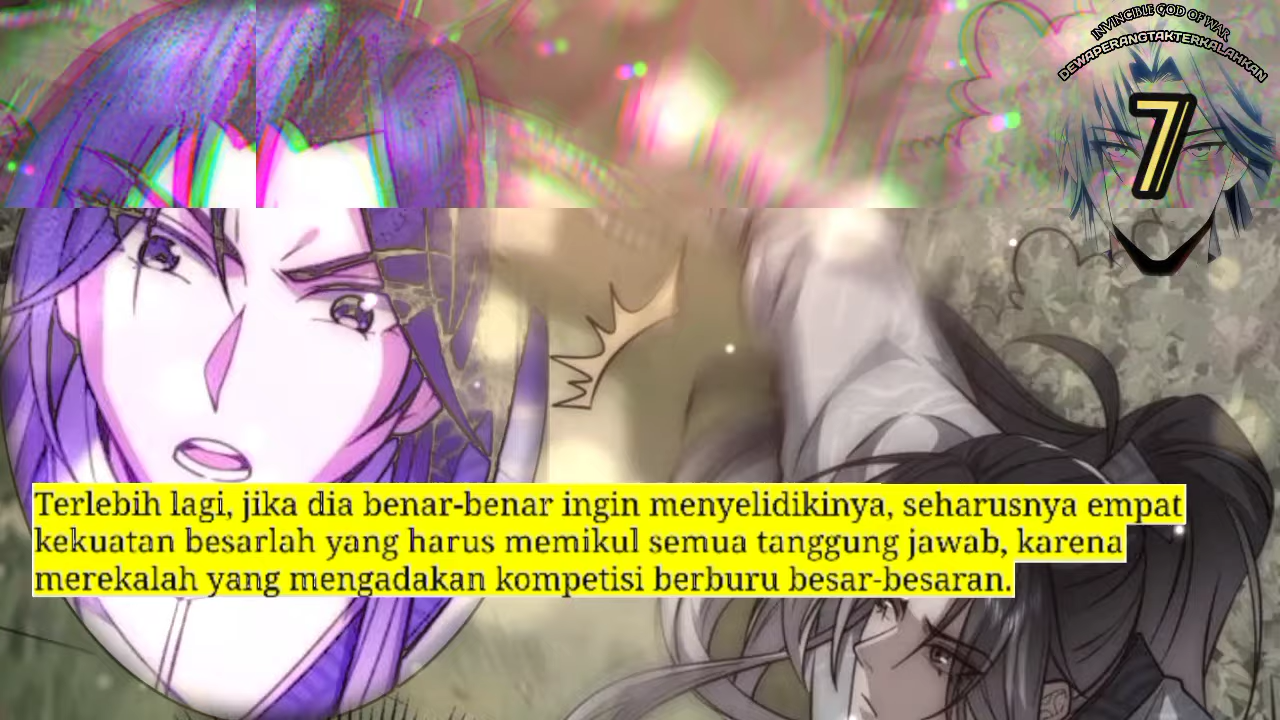 INVINCIBLE GOD OF WAR
DEWAPERANGTAKTERKALAHKAN
7
Terlebih lagi, jika dia benar-benar ingin menyelidikinya, seharusnya empat
kekuatan besarlah yang harus memikul semua tanggung jawab, karena
merekalah yang mengadakan kompetisi berburu besar-besaran.